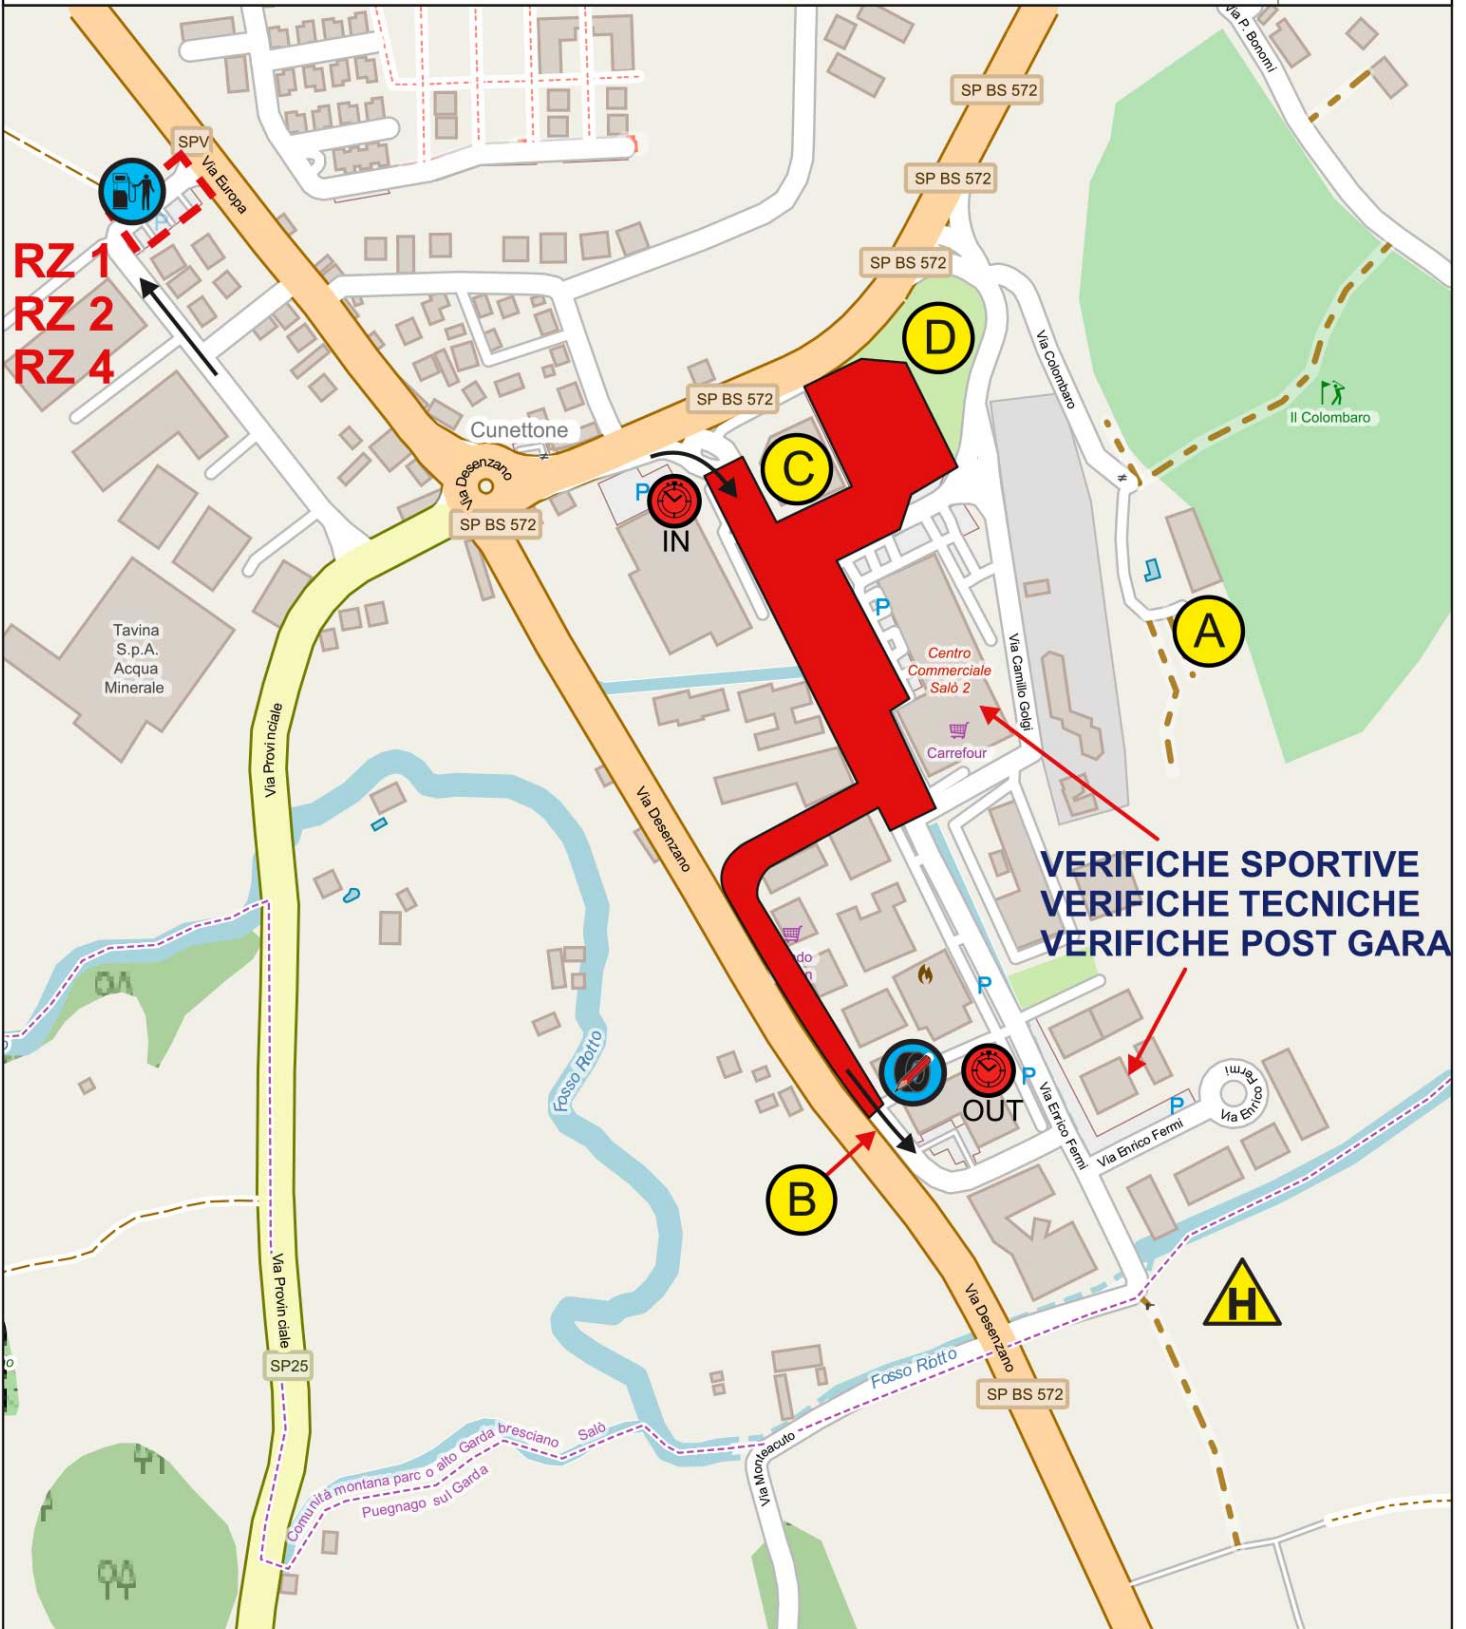 Via P. Bonomi
SP BS 572
SPV
Via Europa
SP BS 572
RZ 1
RZ 2
RZ 4
SP BS 572
D
Via Colombaro
SP BS 572
Il Colombaro
Cunettone
Via Desenzano
C
P
SP BS 572
IN
P
A
Tavina
S.p.A.
Acqua
Minerale
Centro
Commerciale
Salò 2
Via Camillo Golgi
Carrefour
Via Provinciale
Via Desenzano
VERIFICHE SPORTIVE
VERIFICHE TECNICHE
VERIFICHE POST GARA
P
Fosso Rotto
P
OUT
P
Via Enrico Fermi
Via Enrico Fermi
Via Enrico Fermi
B
Via Provinciale
H
Via Desenzano
SP25
Fosso Rotto
SP BS 572
Comunità montana parc o alto Garda bresciano
Salò
Puegnago sul Garda
Via Monteacuto